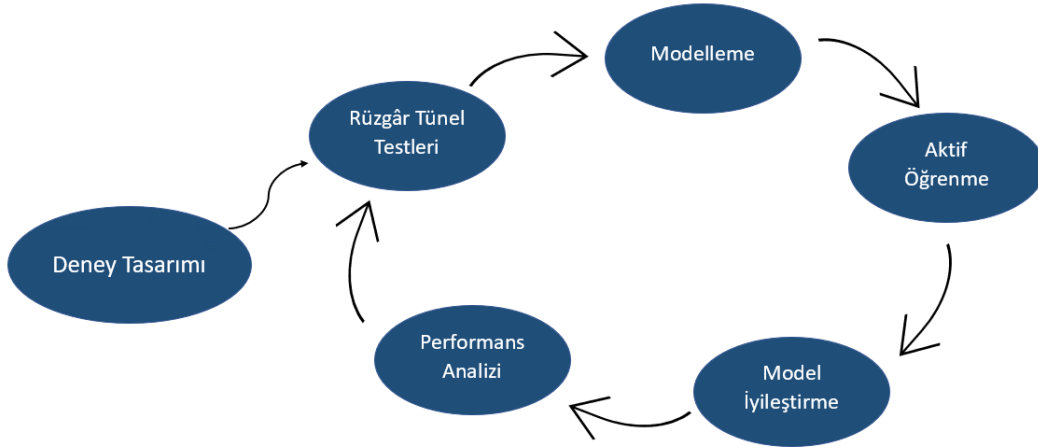 Modelleme
Rüzgâr Tünel
Testleri
Aktif
Öğrenme
Deney Tasarımı
Performans
Analizi
Model
İyileştirme